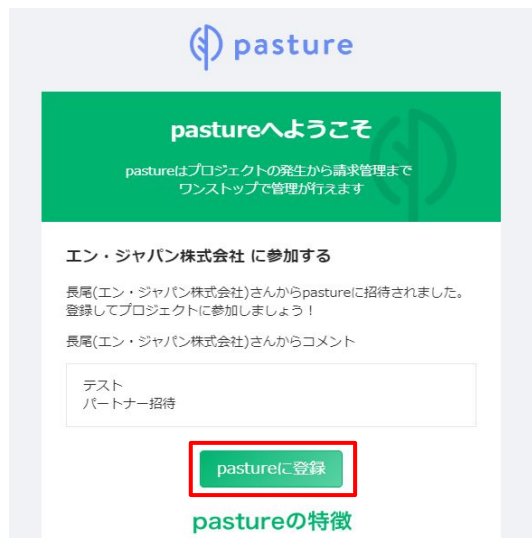 pasture
pastureへようこそ
pastureはプロジェクトの発生から請求管理まで
ワンストップで管理が行えます
エン・ジャパン株式会社 に参加する
長尾(エン・ジャパン株式会社)さんからpastureに招待されました。
登録してプロジェクトに参加しましょう！
長尾(エン・ジャパン株式会社)さんからコメント
テスト
パートナー招待
pastureに登録
pastureの特徴